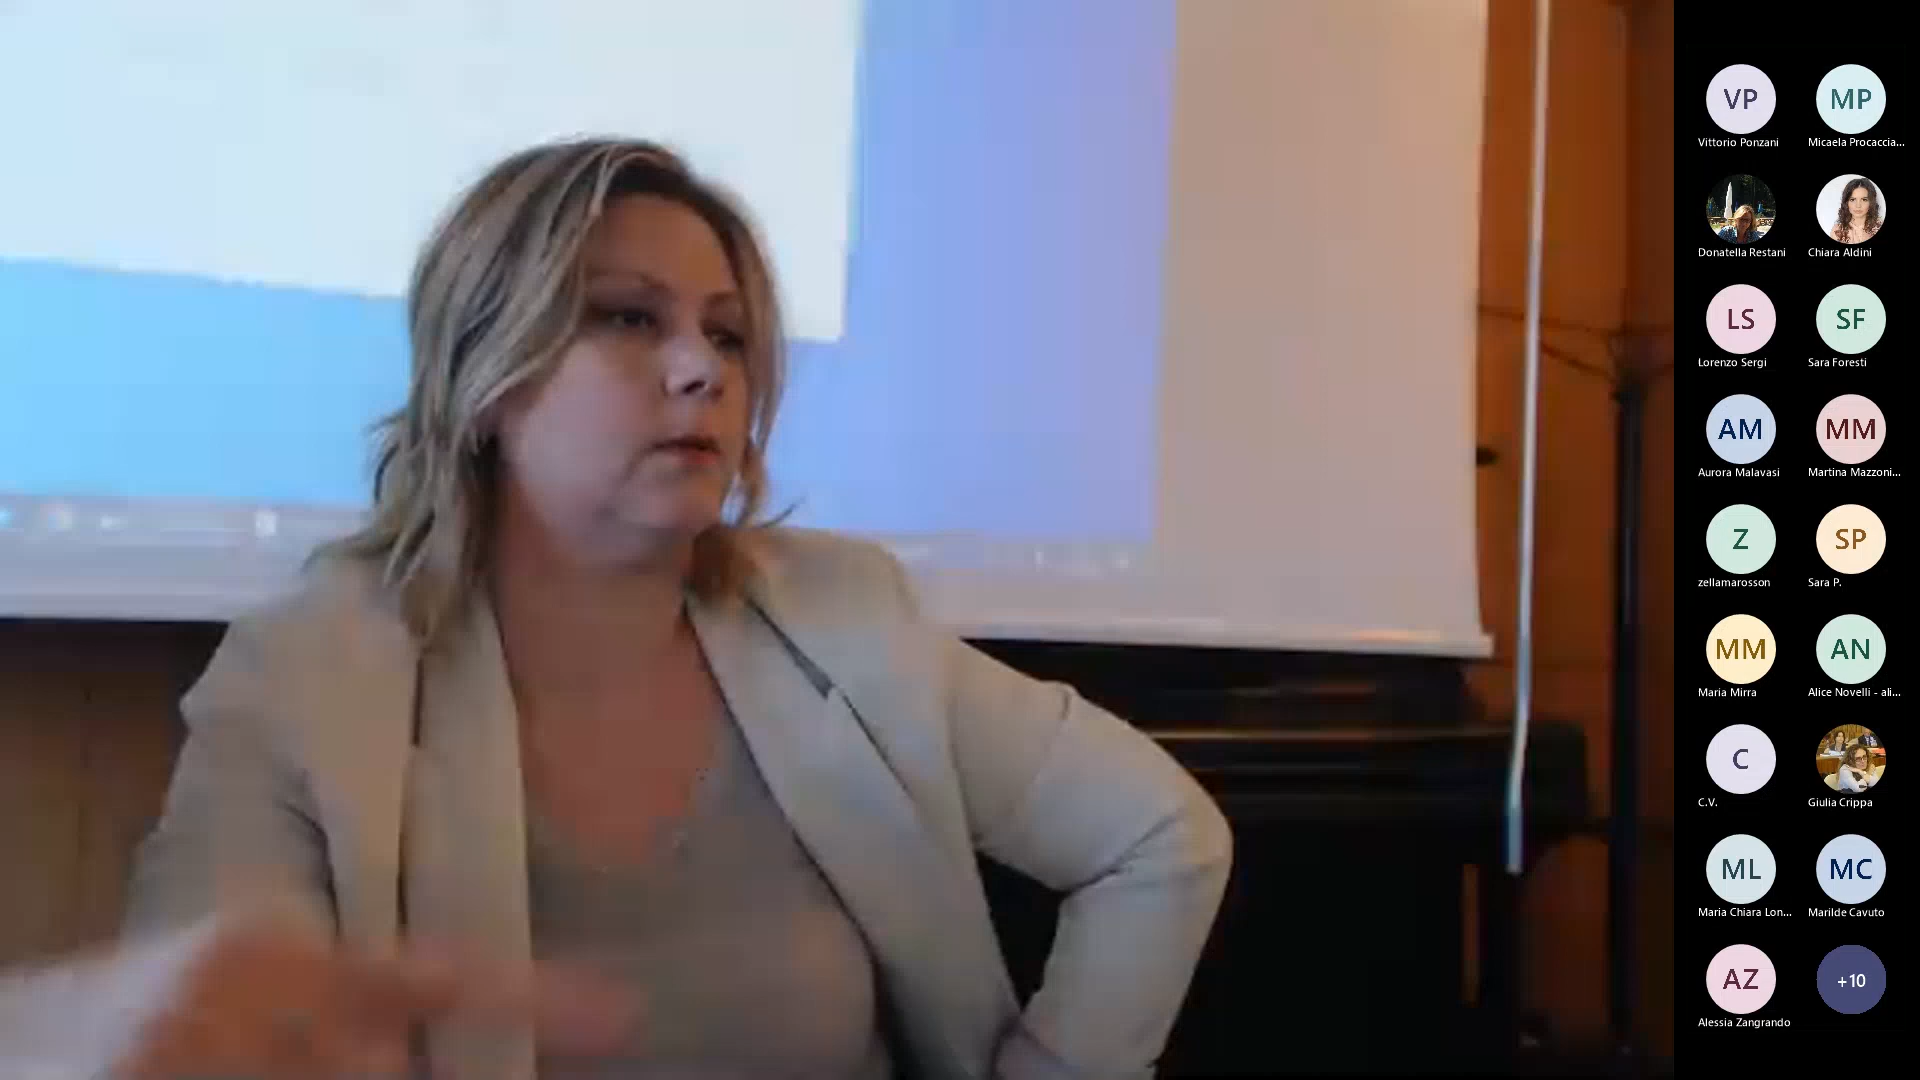 VP
MP
Vittorio Ponzani
Micaela Procaccia...
Donatella Restani
Chiara Aldini
LS
SF
Lorenzo Sergi
Sara Foresti
AM
MM
Aurora Malavasi
Martina Mazzoni...
Z
SP
zellamarosson
Sara P.
MM
AN
Maria Mirra
Alice Novelli - ali...
C
C.V.
Giulia Crippa
ML
MC
Maria Chiara Lon...
Marilde Cavuto
AZ
+10
Alessia Zangrando